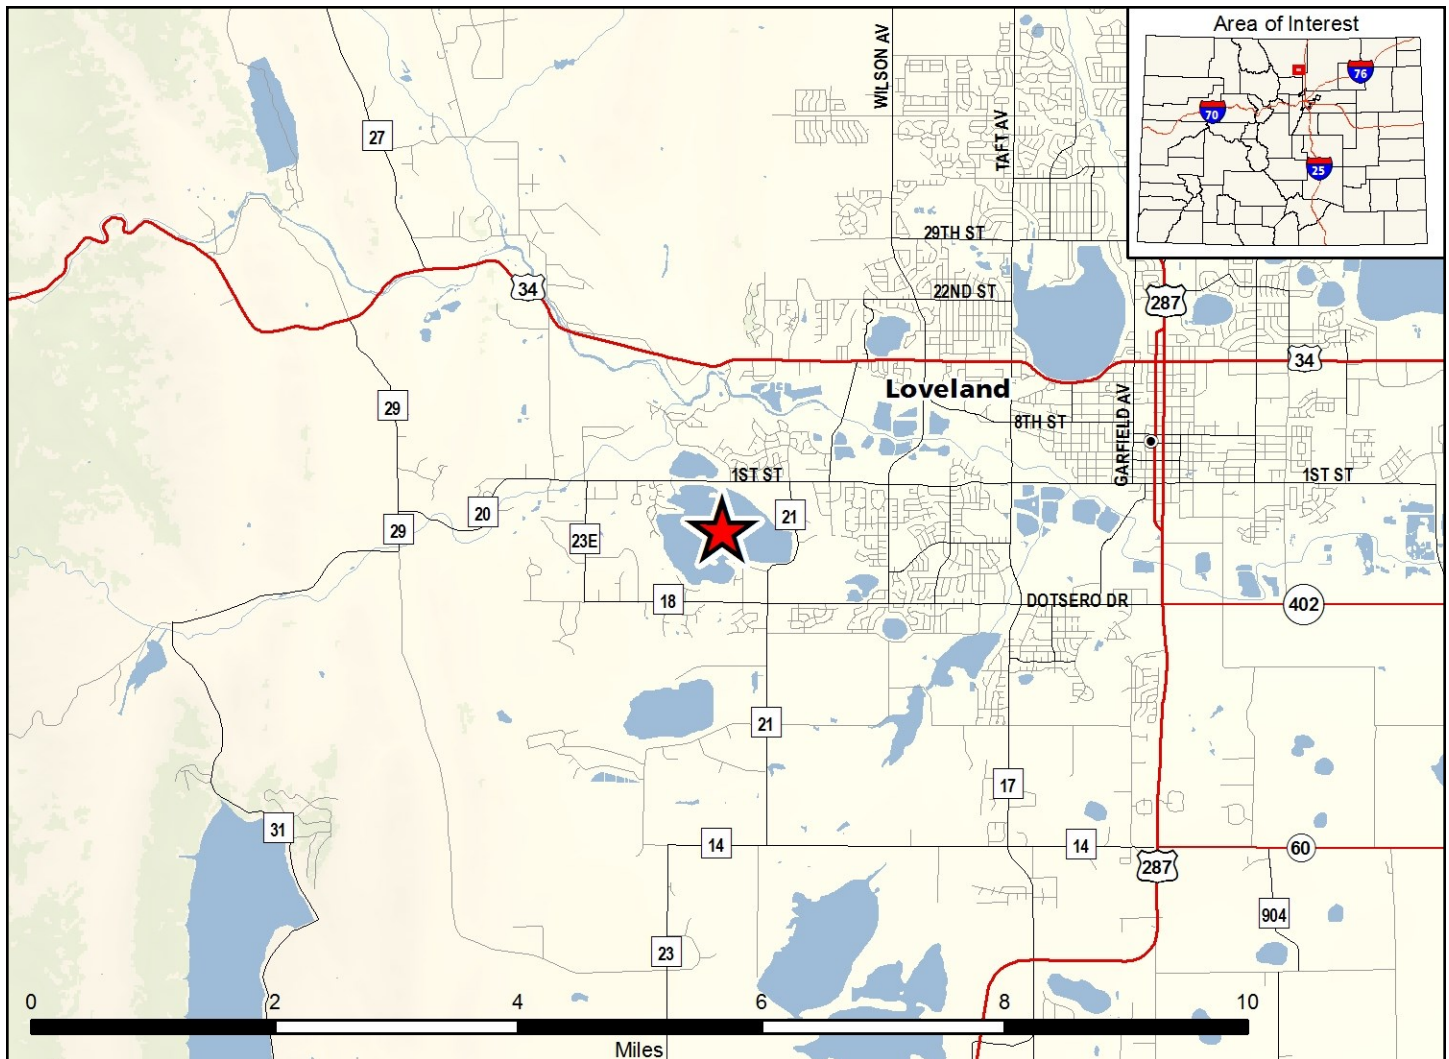 Area of Interest
76
70
25
WILSON AV
TAFT AV
27
29TH ST
34
22ND ST
287
34
Loveland
29
8TH ST
GARFIELD AV
1ST ST
1ST ST
20
21
29
23E
18
DOTSERO DR
402
21
17
31
14
14
60
287
904
23
0 2 4 6 8 10
Miles